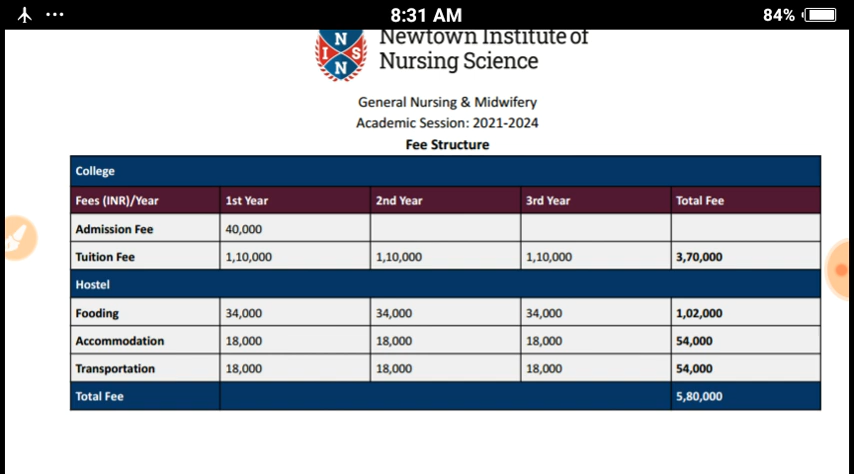 8:31 AM
84%
Newtown Institute of
Nursing Science
N
I S
N
General Nursing & Midwifery
Academic Session: 2021-2024
Fee Structure
College
Fees (INR)/Year 1st Year 2nd Year 3rd Year Total Fee
Admission Fee 40,000
Tuition Fee 1,10,000 1,10,000 1,10,000 3,70,000
Hostel
Fooding 34,000 34,000 34,000 1,02,000
Accommodation 18,000 18,000 18,000 54,000
Transportation 18,000 18,000 18,000 54,000
Total Fee 5,80,000